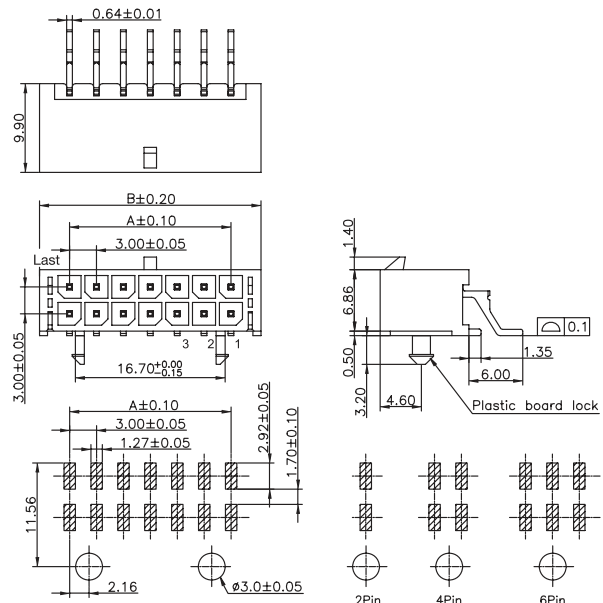 0.64±0.01
9.90
B±0.20
A±0.10
3.00±0.05
Last
3 2 1
3.00±0.05
16.70+0.00
-0.15
1.40
6.86
0.50
3.20
4.60
0.1
1.35
6.00
Plastic board lock
A±0.10
3.00±0.05
1.27±0.05
2.92±0.05
1.70±0.10
11.56
2.16
ø3.0±0.05
2Pin 4Pin 6Pin